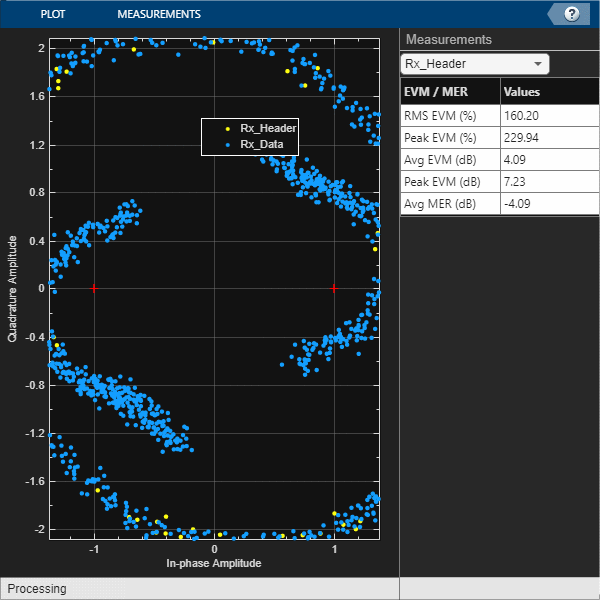 PLOT
MEASUREMENTS
?
Measurements
Rx_Header
EVM / MER Values
RMS EVM (%) 160.20
Peak EVM (%) 229.94
Avg EVM (dB) 4.09
Peak EVM (dB) 7.23
Avg MER (dB) -4.09
Rx_Header
Rx_Data
2
1.6
1.2
0.8
0.4
0
-0.4
-0.8
-1.2
-1.6
-2
Quadrature Amplitude
-1 0 1
In-phase Amplitude
Processing